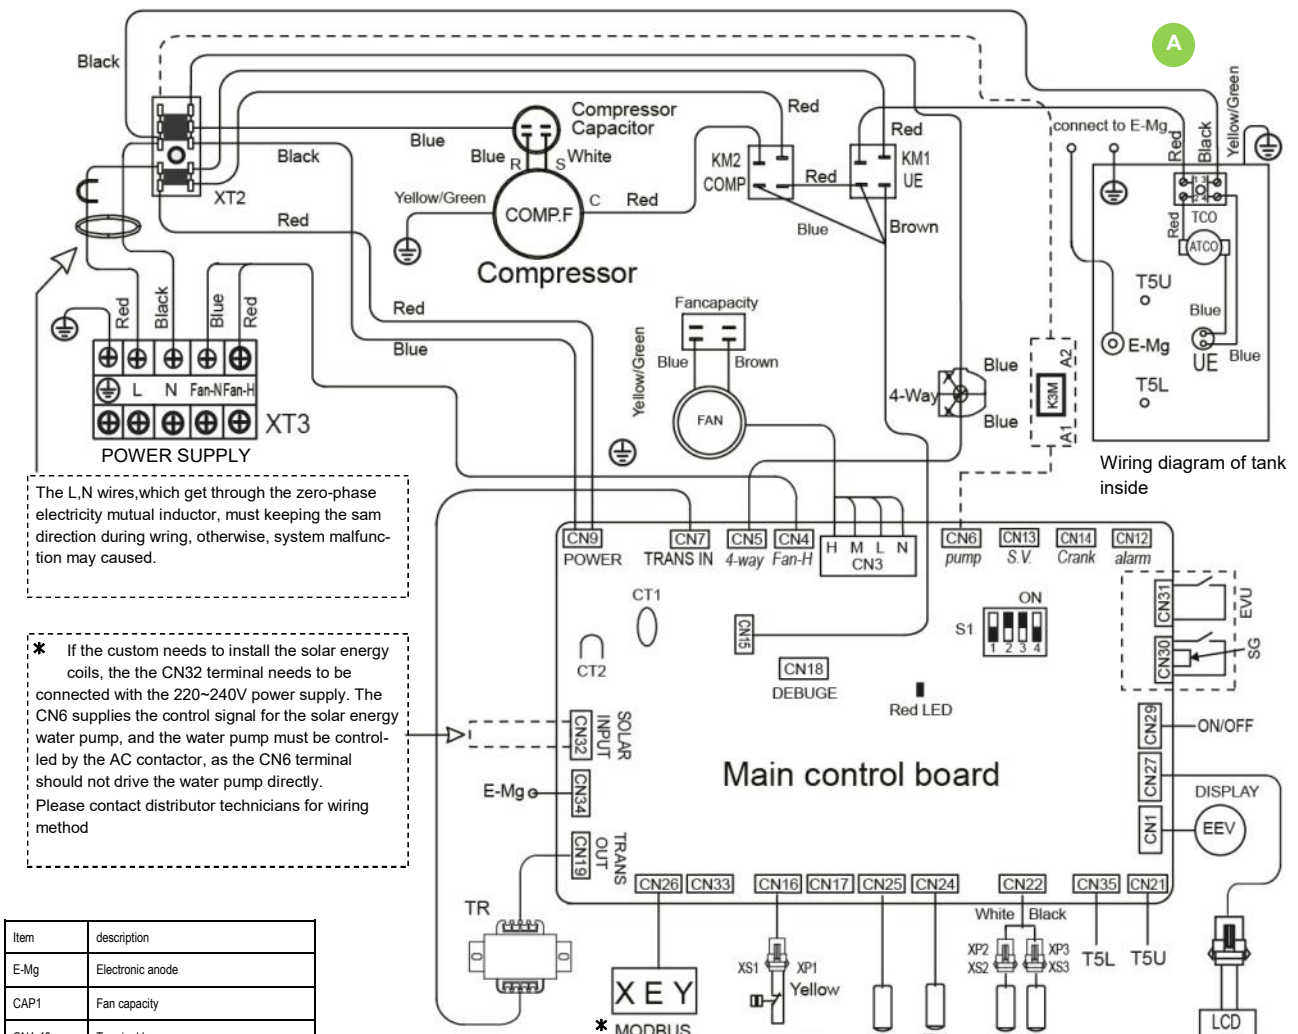 A
Black
Blue
Compressor
Capacitor
Blue
R
S
White
Black
XT2
Red
Yellow/Green
COMP.F
C
Red
Compressor
KM2
COMP
Red
Red
KM1
UE
Red
Blue
Brown
connect to E-Mg
Red
Black
Yellow/Green
1 3
2 4
TCO
Red
ATCO
T5U
Blue
E-Mg
UE
Blue
T5L
Wiring diagram of tank
inside
Red
Black
Blue
Red
L N Fan-N Fan-H
XT3
POWER SUPPLY
Red
Blue
Fancapacity
Yellow/Green
Blue
Brown
FAN
4-Way
Blue
Blue
A2
K3M
A1
The L,N wires,which get through the zero-phase
electricity mutual inductor, must keeping the sam
direction during wring, otherwise, system malfunc-
tion may caused.
* If the custom needs to install the solar energy
coils, the the CN32 terminal needs to be
connected with the 220~240V power supply. The
CN6 supplies the control signal for the solar energy
water pump, and the water pump must be control-
led by the AC contactor, as the CN6 terminal
should not drive the water pump directly.
Please contact distributor technicians for wiring
method
CN9
POWER
CN7
TRANS IN
CN5
4-way
CN4
Fan-H
H M L N
CN3
CN6
pump
CN13
S.V.
CN14
Crank
CN12
alarm
CT1
CT2
CN15
CN18
DEBUGE
S1
ON
1 2 3 4
Red LED
CN31
EVU
CN30
SG
CN29
ON/OFF
CN27
DISPLAY
CN1
EEV
CN32
SOLAR
INPUT
E-Mg
CN34
CN19
TRANS
OUT
Main control board
CN26
CN33
CN16
CN17
CN25
CN24
CN22
CN35
CN21
White
Black
TR
XEY
* MODBUS
XS1
XP1
Yellow
XP2
XS2
XP3
XS3
T5L
T5U
LCD
Item description
E-Mg Electronic anode
CAP1 Fan capacity